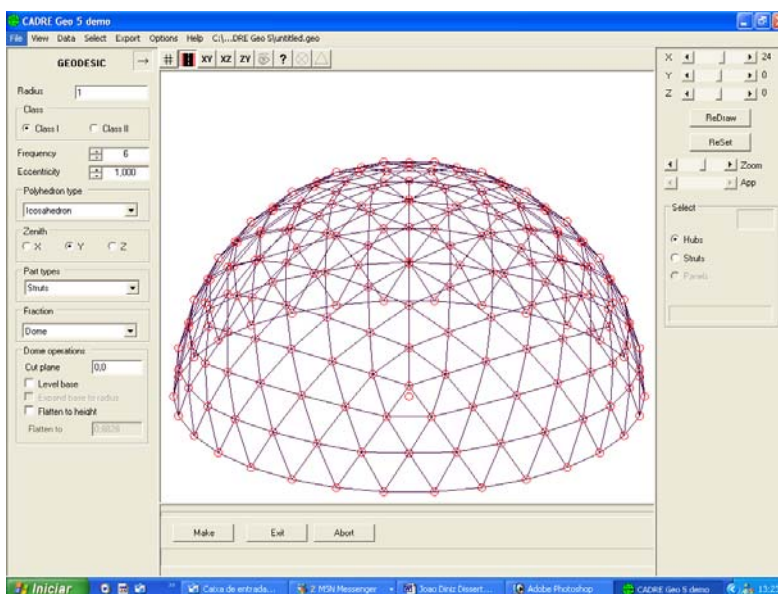 CADRE Geo 5 demo
File View Data Select Export Options Help C:\...DRE Geo 5\untitled.geo
GEODESIC
Radius 1
Class
Class I Class II
Frequency 6
Eccentricity 1,000
Polyhedron type
Icosahedron
Zenith
X Y Z
Part types
Struts
Fraction
Dome
Dome operations
Cut plane 0,0
Level base
Expand base to radius
Flatten to height
Flatten to 0,6826
# XY XZ ZY ?
Make Exit Abort
X 24
Y 0
Z 0
ReDraw
ReSet
Zoom
App
Select
Hubs
Struts
Panels
Iniciar Caixa de entrada... 2 MSN Messenger Joao Diniz Dissert... Adobe Photoshop CADRE Geo 5 demo